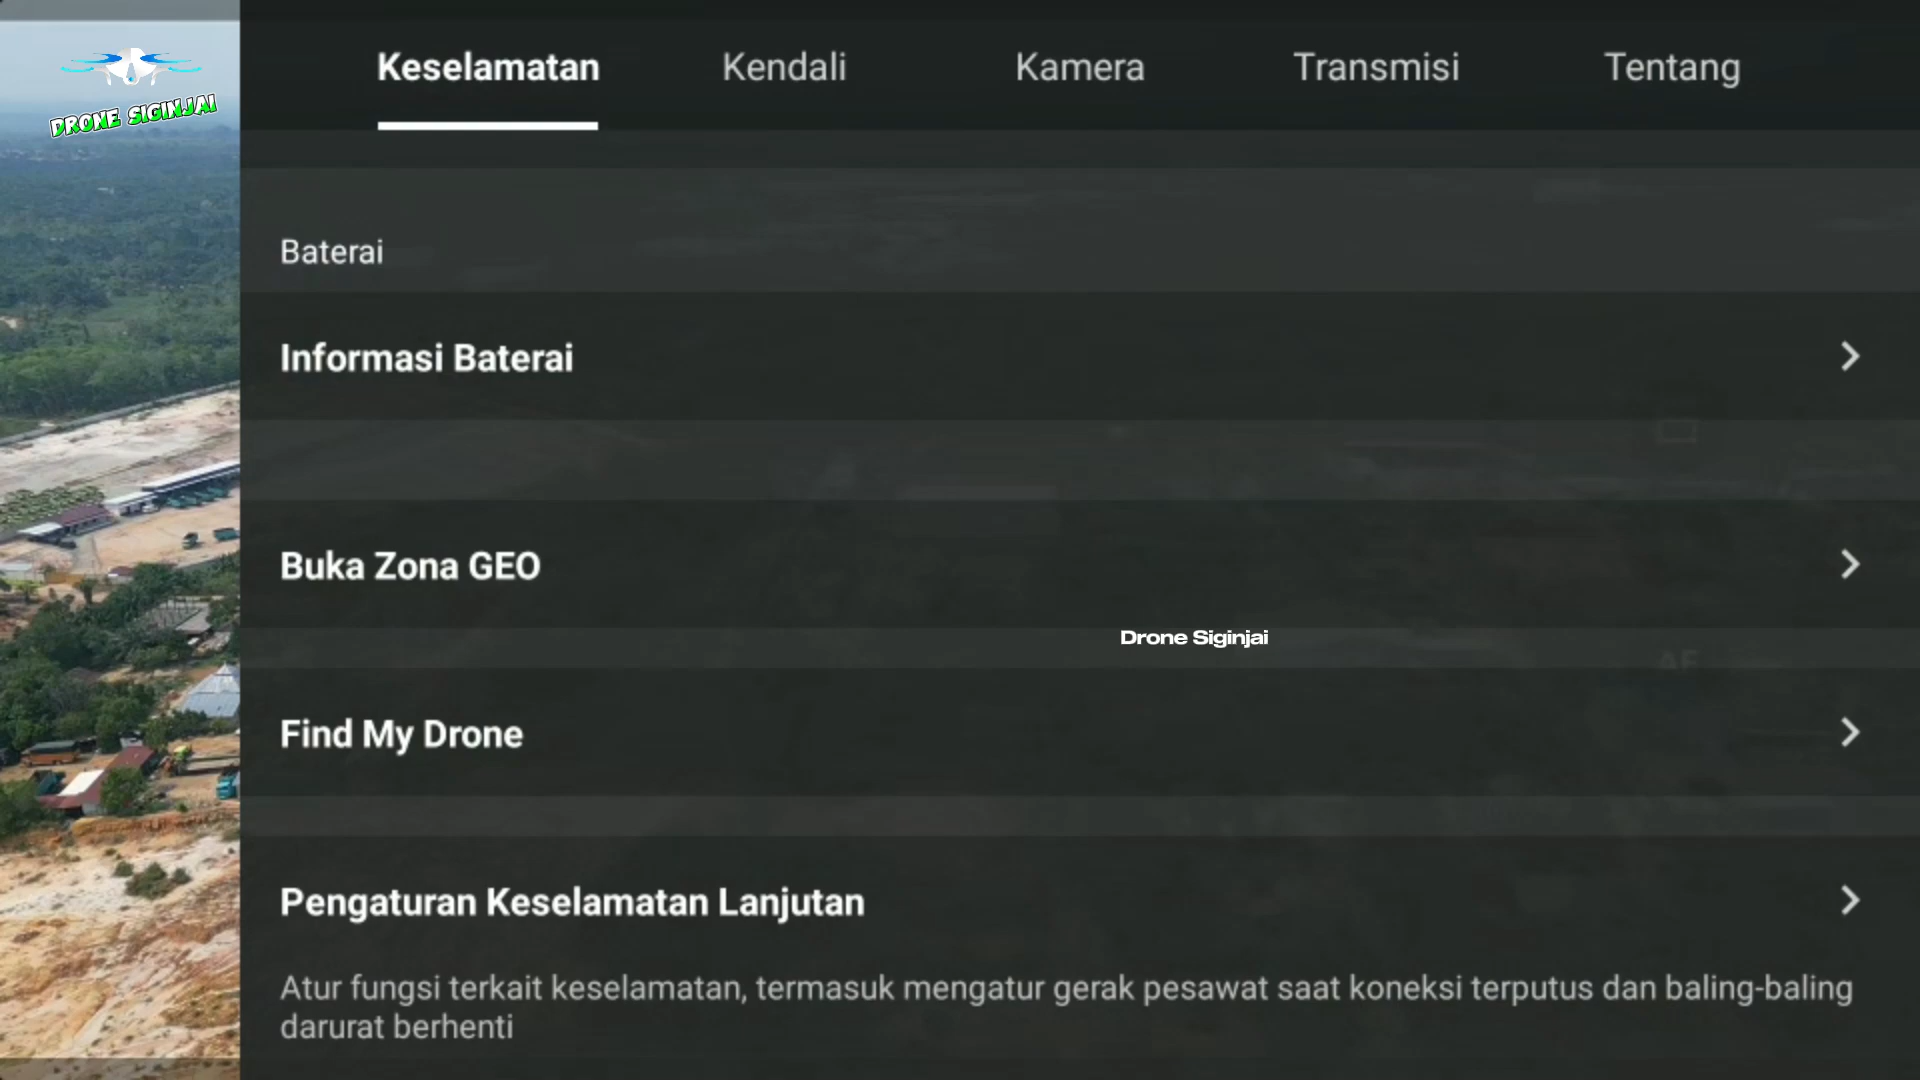 DRONE SIGINJAI
Keselamatan
Kendali
Kamera
Transmisi
Tentang
Baterai
Informasi Baterai
Buka Zona GEO
Drone Siginjai
AF
Find My Drone
Pengaturan Keselamatan Lanjutan
Atur fungsi terkait keselamatan, termasuk mengatur gerak pesawat saat koneksi terputus dan baling-baling
darurat berhenti